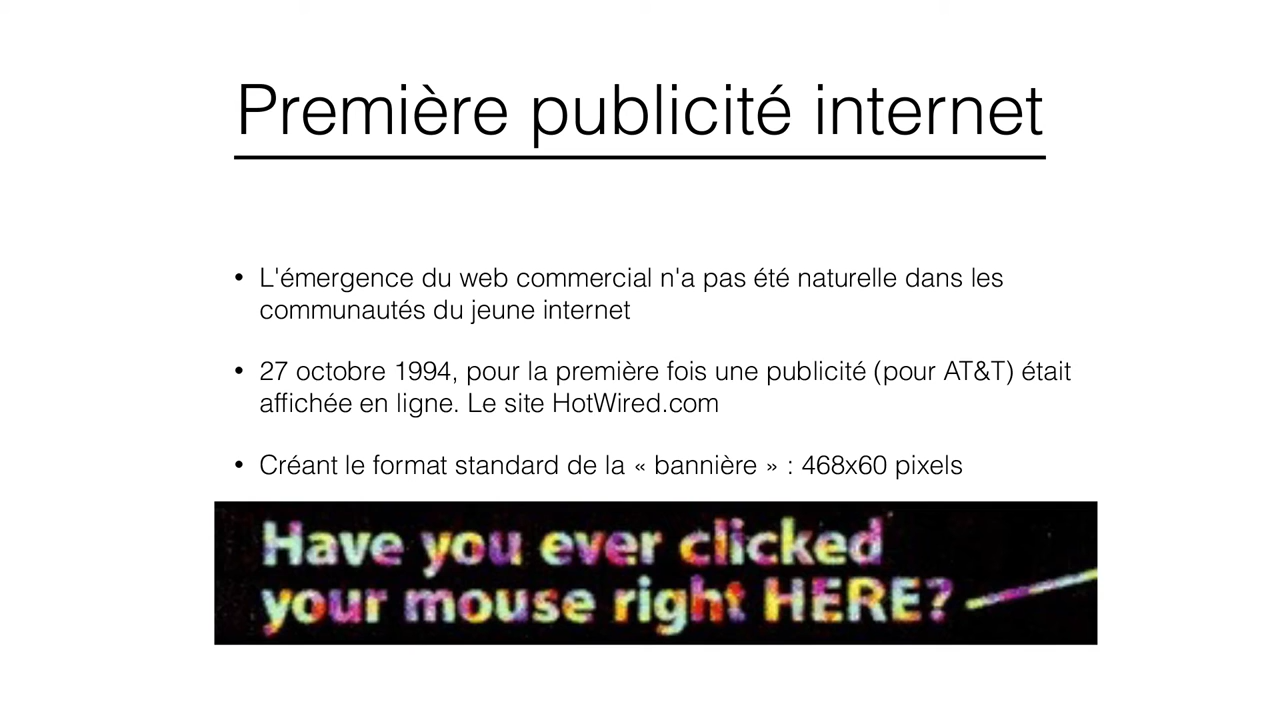 Première publicité internet
• L'émergence du web commercial n'a pas été naturelle dans les
communautés du jeune internet
• 27 octobre 1994, pour la première fois une publicité (pour AT&T) était
affichée en ligne. Le site HotWired.com
• Créant le format standard de la « bannière » : 468x60 pixels
Have you ever clicked
your mouse right HERE?